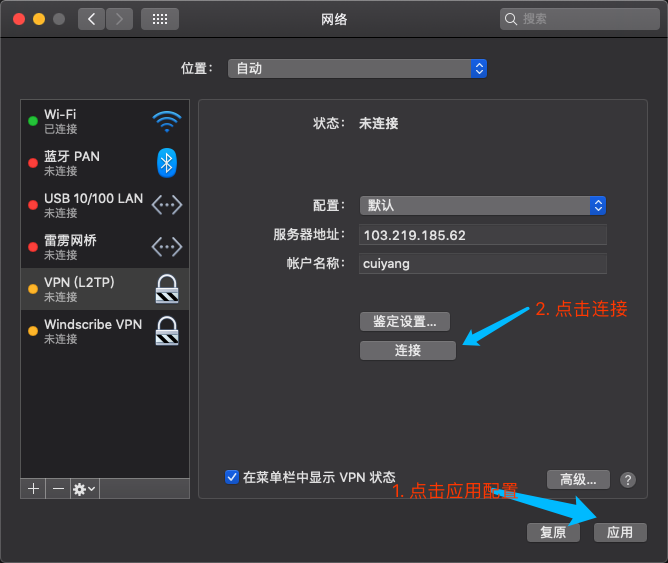 网络
搜索
位置： 自动
Wi-Fi
已连接
蓝牙 PAN
未连接
USB 10/100 LAN
未连接
雷雳网桥
未连接
VPN (L2TP)
未连接
Windscribe VPN
未连接
状态： 未连接
配置： 默认
服务器地址： 103.219.185.62
帐户名称： cuiyang
鉴定设置...
2. 点击连接
连接
在菜单栏中显示 VPN 状态
高级...
?
1. 点击应用配置
复原
应用